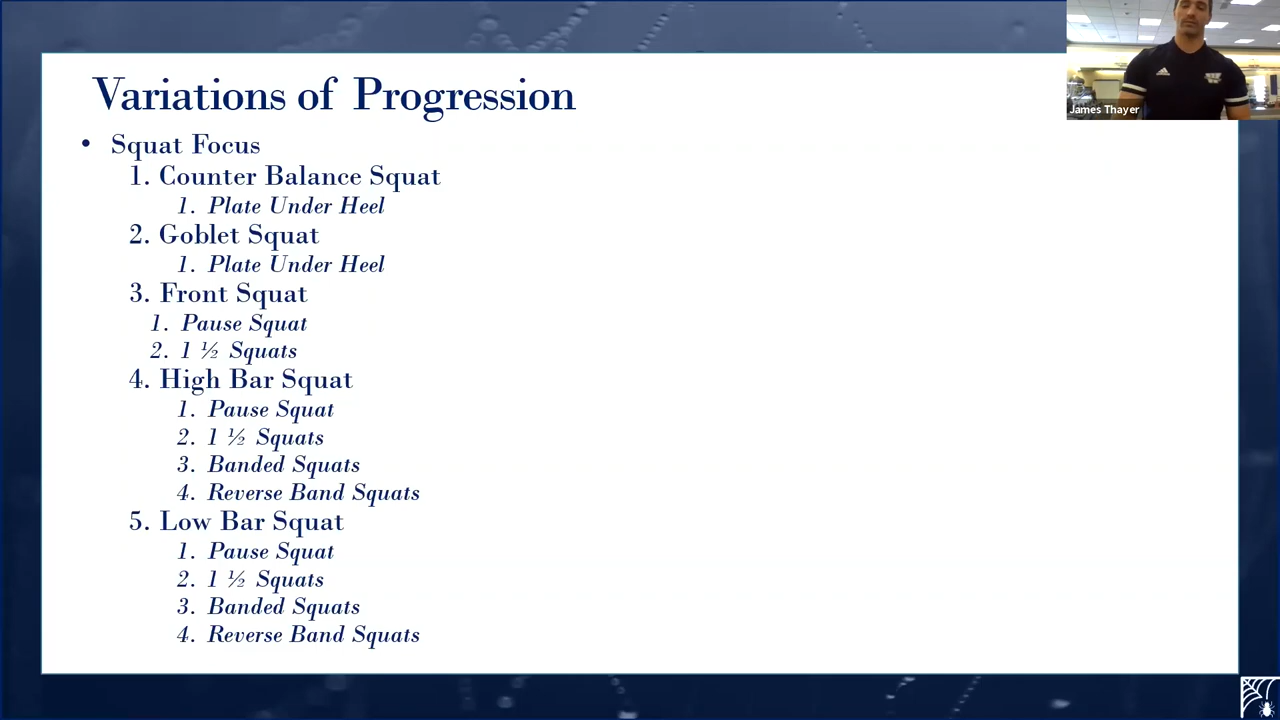 Variations of Progression
James Thayer
• Squat Focus
1. Counter Balance Squat
1. Plate Under Heel
2. Goblet Squat
1. Plate Under Heel
3. Front Squat
1. Pause Squat
2. 1 ½ Squats
4. High Bar Squat
1. Pause Squat
2. 1 ½ Squats
3. Banded Squats
4. Reverse Band Squats
5. Low Bar Squat
1. Pause Squat
2. 1 ½ Squats
3. Banded Squats
4. Reverse Band Squats